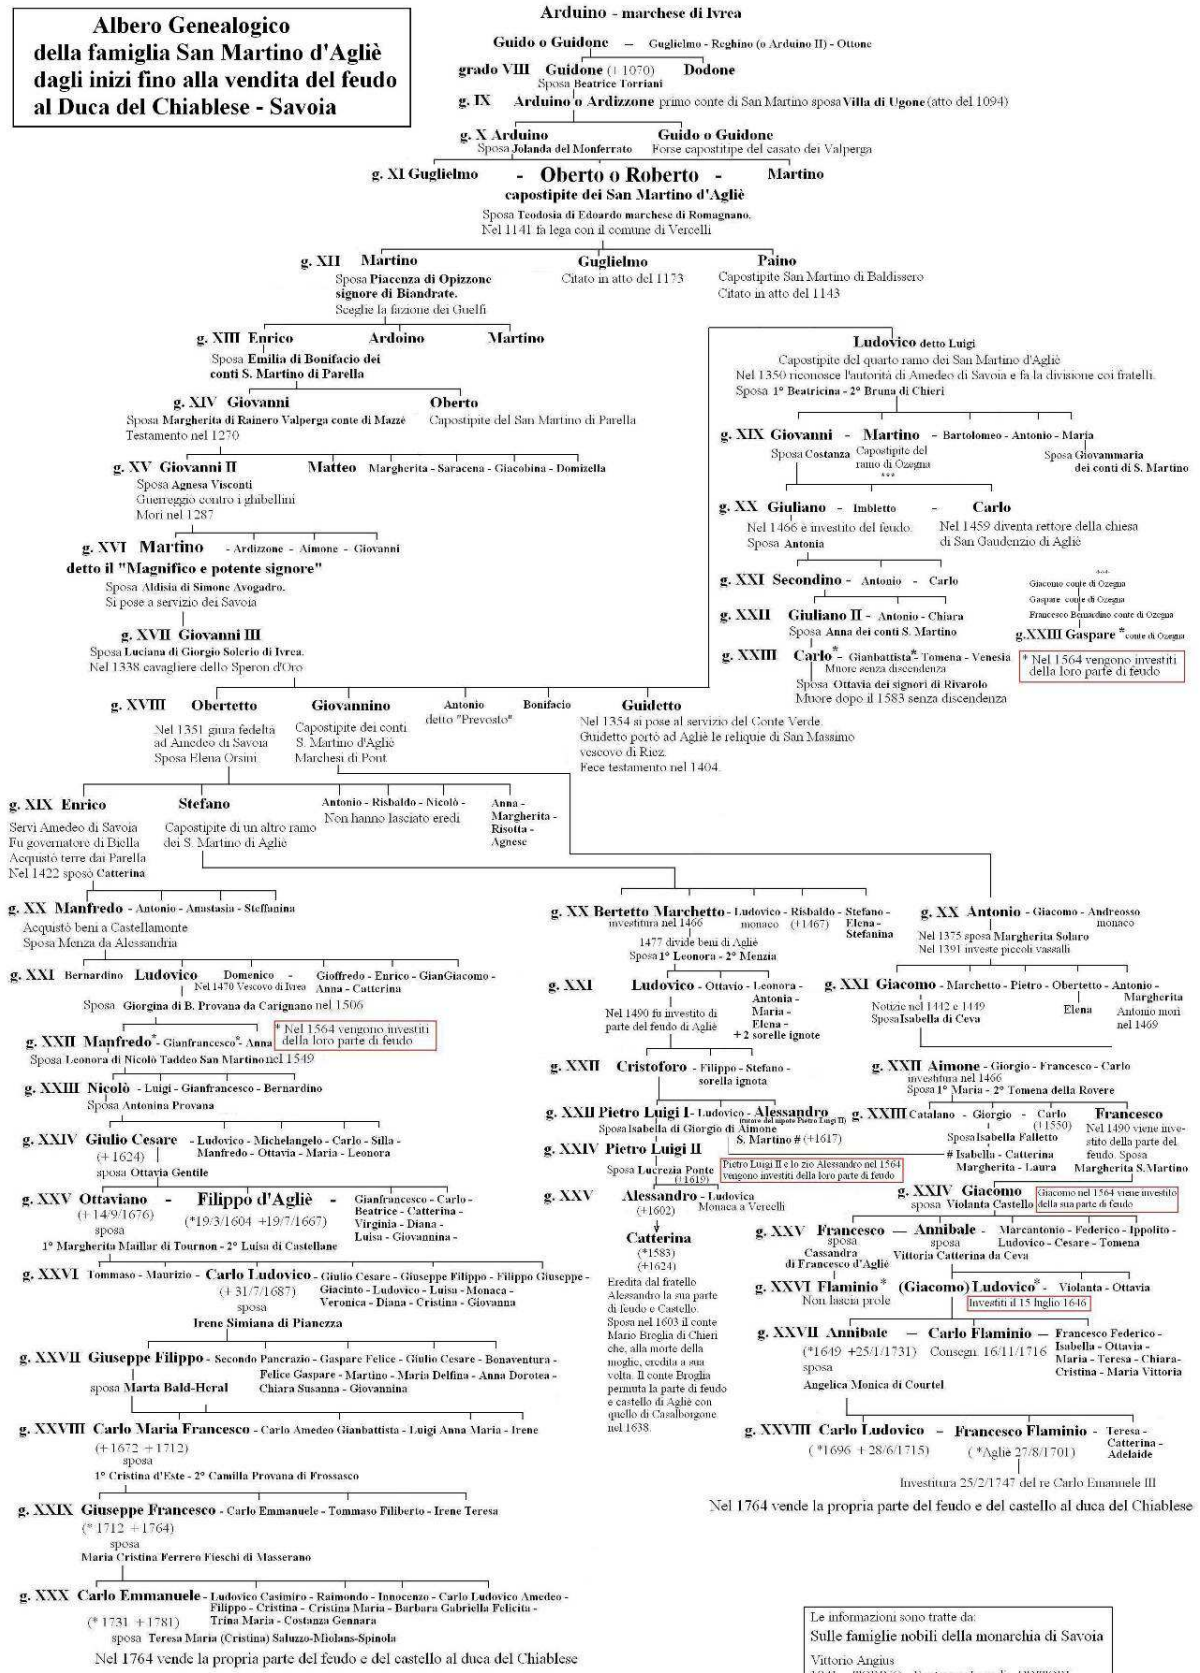 Albero Genealogico
della famiglia San Martino d'Agliè
dagli inizi fino alla vendita del feudo
al Duca del Chiablese - Savoia
Arduino - marchese di Ivrea
Guido o Guidone – Guglielmo - Reghino (o Arduino II) - Ottone
grado VIII Guidone (+ 1070) Dodone
Sposa Beatrice Torriani
g. IX Arduino o Ardizzone primo conte di San Martino sposa Villa di Ugone (atto del 1094)
g. X Arduino Guido o Guidone
Sposa Jolanda del Monferrato Forse capostitipe del casato dei Valperga
g. XI Guglielmo - Oberto o Roberto - Martino
capostipite dei San Martino d'Agliè
Sposa Teodosia di Edoardo marchese di Romagnano.
Nel 1141 fa lega con il comune di Vercelli
g. XII Martino Guglielmo Paino
Sposa Piacenza di Opizzone Citato in atto del 1173 Capostipite San Martino di Baldissero
signore di Biandrate. Citato in atto del 1143
Sceglie la fazione dei Guelfi
g. XIII Enrico Ardoino Martino
Sposa Emilia di Bonifacio dei
conti S. Martino di Parella
g. XIV Giovanni Oberto
Sposa Margherita di Rainero Valperga conte di Mazzé Capostipite del San Martino di Parella
Testamento nel 1270
g. XV Giovanni II Matteo Margherita - Saracena - Giacobina - Domizella
Sposa Agnesa Visconti
Guerreggiò contro i ghibellini
Morì nel 1287
g. XVI Martino - Ardizzone - Aimone - Giovanni
detto il "Magnifico e potente signore"
Sposa Aldisia di Simone Avogadro.
Si pose a servizio dei Savoia
g. XVII Giovanni III
Sposa Luciana di Giorgio Solerio di Ivrea.
Nel 1338 cavagliere dello Speron d'Oro
Ludovico detto Luigi
Capostipite del quarto ramo dei San Martino d'Agliè
Nel 1350 riconosce l'autorità di Amedeo di Savoia e fa la divisione coi fratelli.
Sposa 1° Beatricina - 2° Bruna di Chieri
g. XIX Giovanni - Martino - Bartolomeo - Antonio - Maria
Sposa Costanza Capostipite del Sposa Giovammaria
ramo di Ozegna dei conti di S. Martino
***
g. XX Giuliano - Imbletto - Carlo
Nel 1466 è investito del feudo. Nel 1459 diventa rettore della chiesa
Sposa Antonia di San Gaudenzio di Agliè
g. XXI Secondino - Antonio - Carlo
***
Giacomo conte di Ozegna
Gaspare conte di Ozegna
Francesco Bernardino conte di Ozegna
g.XXIII Gaspare * conte di Ozegna
g. XXII Giuliano II - Antonio - Chiara
Sposa Anna dei conti S. Martino
g. XXIII Carlo* - Gianbattista* - Tomena - Venesia
Muore senza discendenza
Sposa Ottavia dei signori di Rivarolo
Muore dopo il 1583 senza discendenza
* Nel 1564 vengono investiti
della loro parte di feudo
g. XVIII Obertetto Giovannino Antonio Bonifacio Guidetto
detto "Prevosto"
Nel 1351 giura fedeltà
ad Amedeo di Savoia
Sposa Elena Orsini
Capostipite dei conti
S. Martino d'Agliè
Marchesi di Pont
Nel 1354 si pose al servizio del Conte Verde.
Guidetto portò ad Agliè le reliquie di San Massimo
vescovo di Riez.
Fece testamento nel 1404.
g. XIX Enrico Stefano Antonio - Risbaldo - Nicolò - Anna -
Non hanno lasciato eredi Margherita -
Risotta -
Agnese
Servì Amedeo di Savoia
Fu governatore di Biella
Acquistò terre dai Parella
Nel 1422 sposò Catterina
Capostipite di un altro ramo
dei S. Martino di Agliè
g. XX Manfredo - Antonio - Anastasia - Steffanina
Acquistò beni a Castellamonte
Sposa Menza da Alessandria
g. XXI Bernardino Ludovico Domenico - Gioffredo - Enrico - GianGiacomo -
Nel 1470 Vescovo di Ivrea Anna - Catterina
Sposa Giorgina di B. Provana da Carignano nel 1506
g. XXII Manfredo* - Gianfrancesco* - Anna
* Nel 1564 vengono investiti
della loro parte di feudo
Sposa Leonora di Nicolò Taddeo San Martino nel 1549
g. XXIII Nicolò - Luigi - Gianfrancesco - Bernardino
Sposa Antonina Provana
g. XXIV Giulio Cesare - Ludovico - Michelangelo - Carlo - Silla -
(+ 1624) Manfredo - Ottavia - Maria - Leonora
sposa Ottavia Gentile
g. XXV Ottaviano - Filippo d'Agliè - Gianfrancesco - Carlo -
(+ 14/9/1676) (*19/3/1604 +19/7/1667) Beatrice - Catterina -
sposa Virginia - Diana -
Luisa - Giovannina -
1° Margherita Maillar di Tournon - 2° Luisa di Castellane
g. XXVI Tommaso - Maurizio - Carlo Ludovico - Giulio Cesare - Giuseppe Filippo - Filippo Giuseppe -
(+ 31/7/1687) Giacinto - Ludovico - Luisa - Monaca -
sposa Veronica - Diana - Cristina - Giovanna
Irene Simiana di Pianezza
g. XXVII Giuseppe Filippo - Secondo Pancrazio - Gaspare Felice - Giulio Cesare - Bonaventura -
Felice Gaspare - Martino - Maria Delfina - Anna Dorotea -
sposa Marta Bald-Heral Chiara Susanna - Giovannina
g. XXVIII Carlo Maria Francesco - Carlo Amedeo Gianbattista - Luigi Anna Maria - Irene
(+ 1672 +1712)
sposa
1° Cristina d'Este - 2° Camilla Provana di Frossasco
g. XXIX Giuseppe Francesco - Carlo Emmanuele - Tommaso Filiberto - Irene Teresa
(* 1712 +1764)
sposa
Maria Cristina Ferrero Fieschi di Masserano
g. XXX Carlo Emmanuele - Ludovico Casimiro - Raimondo - Innocenzo - Carlo Ludovico Amedeo -
Filippo - Cristina - Cristina Maria - Barbara Gabriella Felicita -
(* 1731 +1781) Trina Maria - Costanza Gennara
sposa Teresa Maria (Cristina) Saluzzo-Miolans-Spinola
Nel 1764 vende la propria parte del feudo e del castello al duca del Chiablese
g. XX Bertetto Marchetto - Ludovico - Risbaldo - Stefano -
investitura nel 1466 monaco (+1467) Elena -
Stefanina
1477 divide beni di Agliè
Sposa 1° Leonora - 2° Menzia
g. XXI Ludovico - Ottavio - Leonora -
Antonia -
Maria -
Elena -
+ 2 sorelle ignote
Nel 1490 fu investito di
parte del feudo di Agliè
g. XXII Cristoforo - Filippo - Stefano -
sorella ignota
g. XXII Pietro Luigi I - Ludovico - Alessandro
(tutore del nipote Pietro Luigi II)
Sposa Isabella di Giorgio di Aimone
S. Martino # (+1617)
g. XXIV Pietro Luigi II
Sposa Lucrezia Ponte
(+1619)
Pietro Luigi II e lo zio Alessandro nel 1564
vengono investiti della loro parte di feudo
g. XXV Alessandro - Ludovica
(+1602) Monaca a Vercelli
Catterina
(*1583)
(+1624)
Eredita dal fratello
Alessandro la sua parte
di feudo e Castello.
Sposa nel 1603 il conte
Mario Broglia di Chieri
che, alla morte della
moglie, eredita a sua
volta. Il conte Broglia
permuta la parte di feudo
e castello di Agliè con
quello di Casalborgone
nel 1638.
g. XX Antonio - Giacomo - Andreosso
monaco
Nel 1375 sposa Margherita Solaro
Nel 1391 investe piccoli vassalli
g. XXI Giacomo - Marchetto - Pietro - Obertetto - Antonio -
Notizie nel 1442 e 1449 Elena Margherita
Sposa Isabella di Ceva Antonio morì
nel 1469
g. XXII Aimone - Giorgio - Francesco - Carlo
investitura nel 1466
Sposa 1° Maria - 2° Tomena della Rovere
g. XXIII Catalano - Giorgio - Carlo Francesco
(+1550)
Sposa Isabella Falletto
# Isabella - Catterina
Margherita - Laura
Nel 1490 viene inve-
stito della parte del
feudo. Sposa
Margherita S.Martino
g. XXIV Giacomo
sposa Violanta Castello
Giacomo nel 1564 viene investito
della sua parte di feudo
g. XXV Francesco — Annibale - Marcantonio - Federico - Ippolito -
sposa sposa Ludovico - Cesare - Tomena
Cassandra Vittoria Catterina da Ceva
di Francesco d'Agliè
g. XXVI Flaminio * (Giacomo) Ludovico* - Violanta - Ottavia
Non lascia prole
Investiti il 15 luglio 1646
g. XXVII Annibale — Carlo Flaminio — Francesco Federico -
(*1649 +25/1/1731) Consegn. 16/11/1716 Isabella - Ottavia -
sposa Maria - Teresa - Chiara-
Cristina - Maria Vittoria
Angelica Monica di Courtel
g. XXVIII Carlo Ludovico - Francesco Flaminio - Teresa -
( *1696 + 28/6/1715) ( *Agliè 27/8/1701) Catterina -
Adelaide
Investitura 25/2/1747 del re Carlo Emanuele III
Nel 1764 vende la propria parte del feudo e del castello al duca del Chiablese
Le informazioni sono tratte da:
Sulle famiglie nobili della monarchia di Savoia
Vittorio Angius